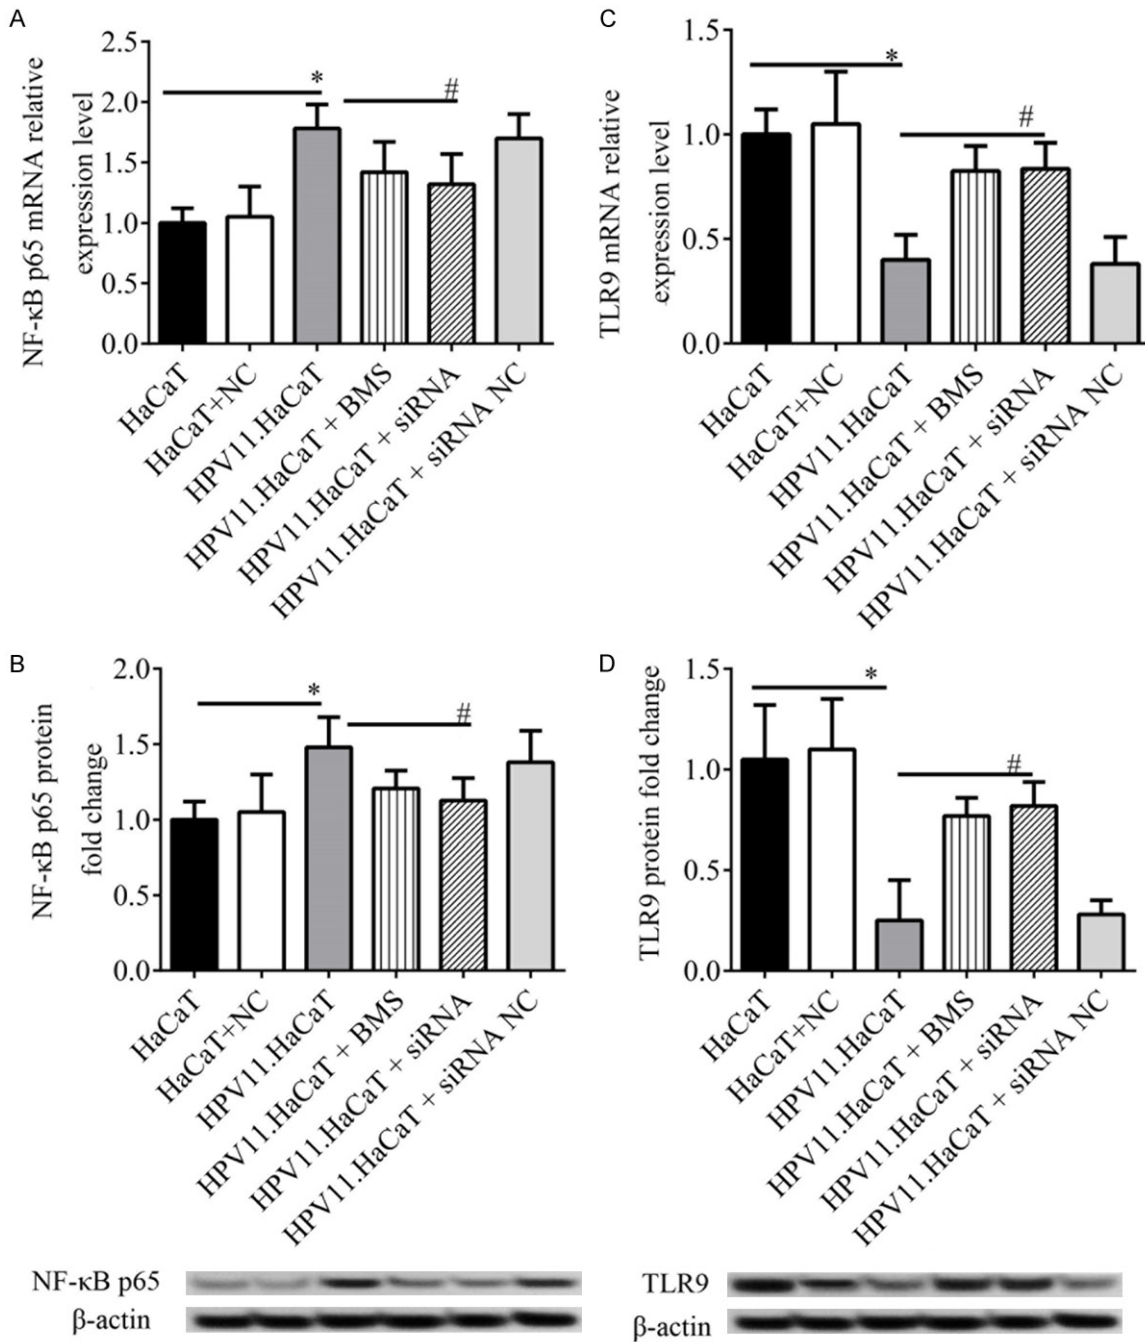 A
NF-κB p65 mRNA relative
expression level
2.5
2.0
1.5
1.0
0.5
0.0
*
#
HaCaT
HaCaT+NC
HPV11.HaCaT
HPV11.HaCaT + BMS
HPV11.HaCaT + siRNA
HPV11.HaCaT + siRNA NC
C
TLR9 mRNA relative
expression level
1.5
1.0
0.5
0.0
*
#
HaCaT
HaCaT+NC
HPV11.HaCaT
HPV11.HaCaT + BMS
HPV11.HaCaT + siRNA
HPV11.HaCaT + siRNA NC
B
NF-κB p65 protein
fold change
2.0
1.5
1.0
0.5
0.0
*
#
HaCaT
HaCaT+NC
HPV11.HaCaT
HPV11.HaCaT + BMS
HPV11.HaCaT + siRNA
HPV11.HaCaT + siRNA NC
NF-κB p65
β-actin
D
TLR9 protein fold change
1.5
1.0
0.5
0.0
*
#
HaCaT
HaCaT+NC
HPV11.HaCaT
HPV11.HaCaT + BMS
HPV11.HaCaT + siRNA
HPV11.HaCaT + siRNA NC
TLR9
β-actin